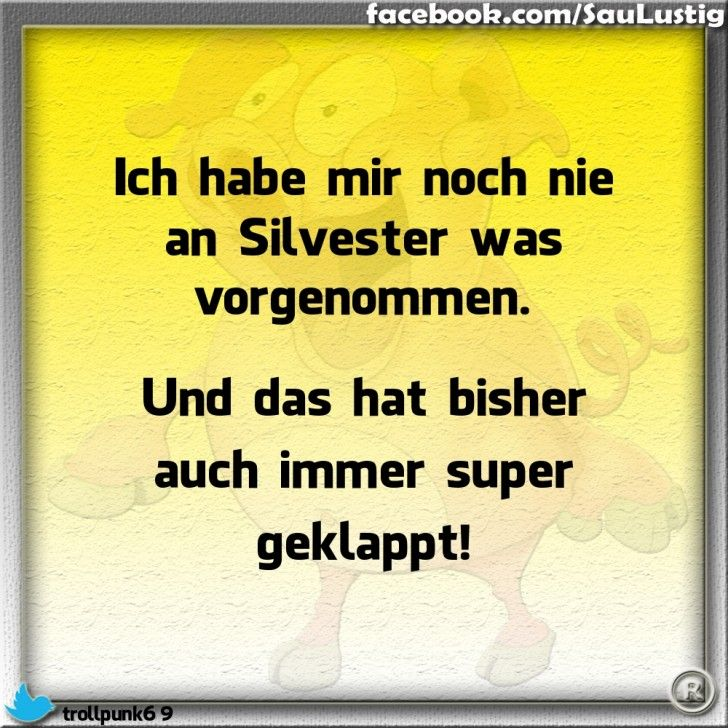 facebook.com/SauLustig
Ich habe mir noch nie
an Silvester was
vorgenommen.
Und das hat bisher
auch immer super
geklappt!
trollpunk6 9
®